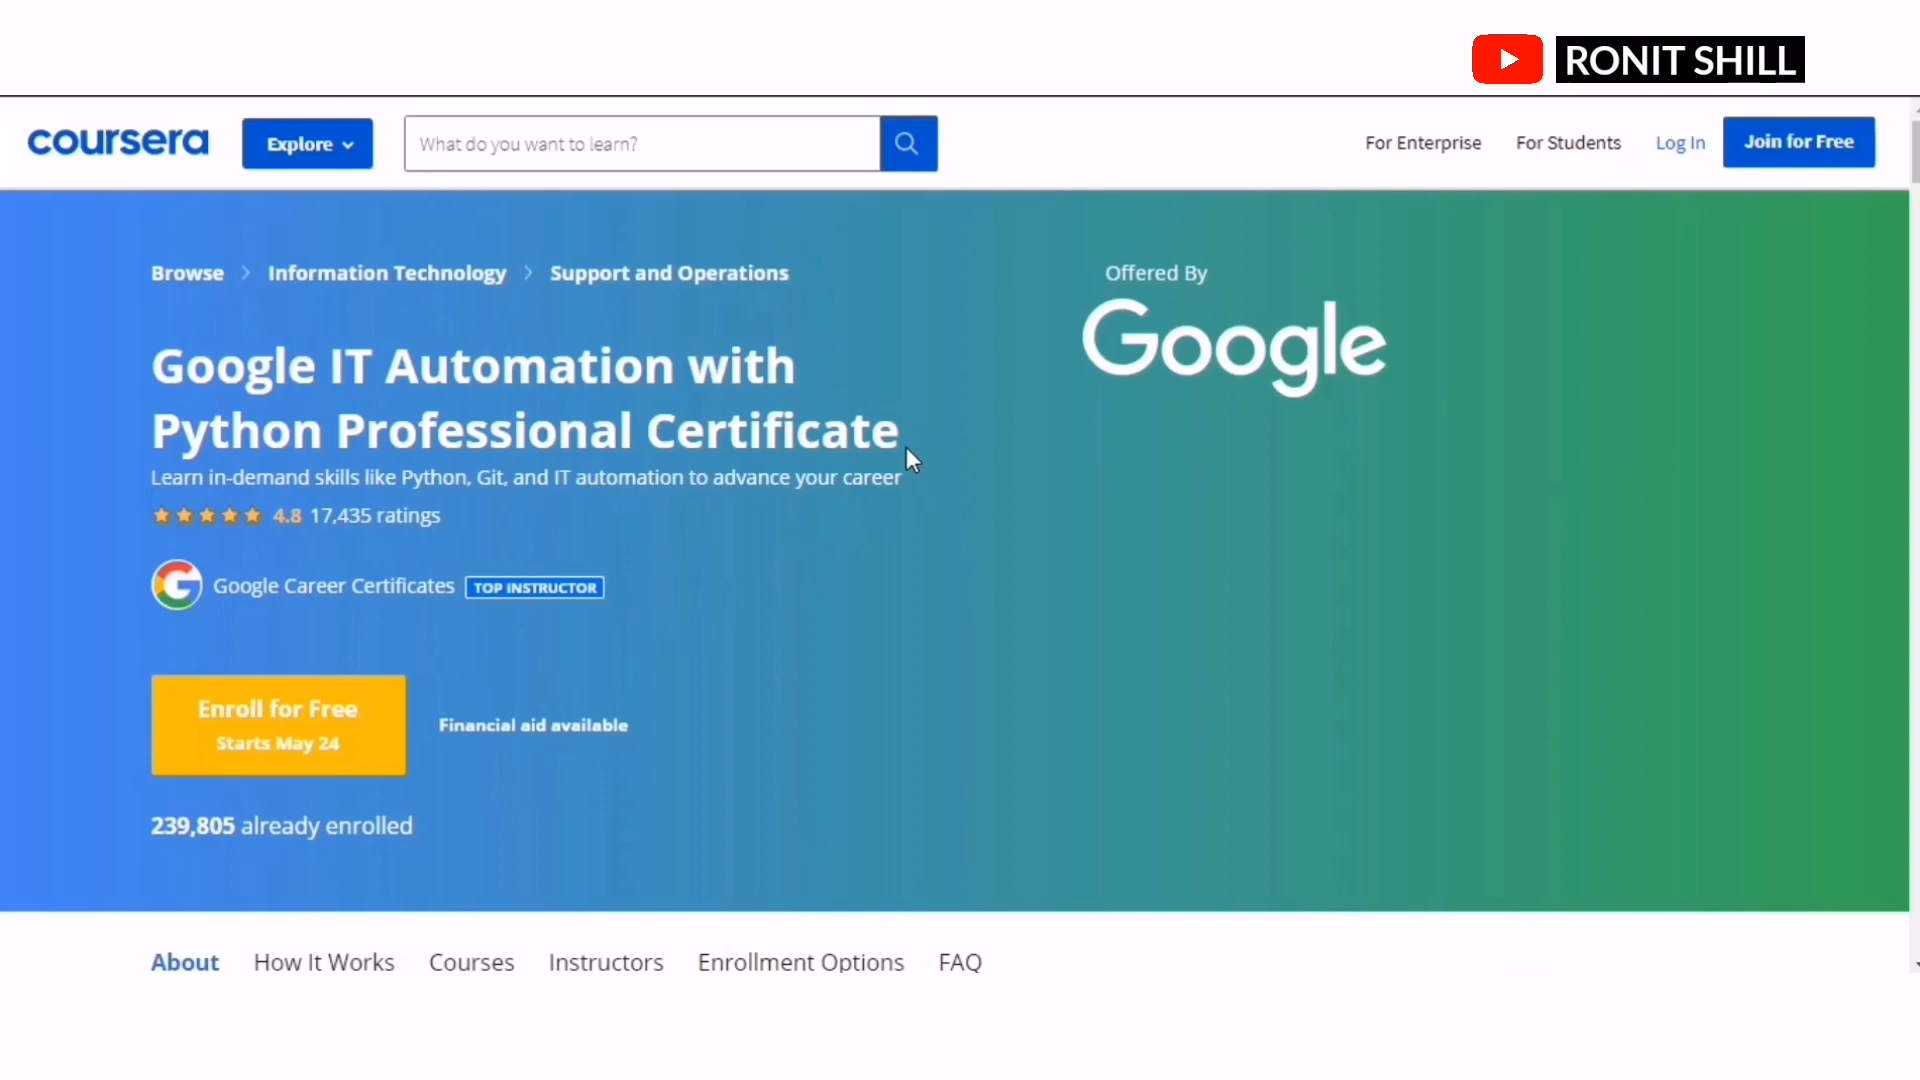 RONIT SHILL
coursera
Explore
What do you want to learn?
For Enterprise
For Students
Log In
Join for Free
Browse > Information Technology > Support and Operations
Offered By
Google
Google IT Automation with
Python Professional Certificate
Learn in-demand skills like Python, Git, and IT automation to advance your career
4.8 17,435 ratings
G Google Career Certificates TOP INSTRUCTOR
Enroll for Free
Starts May 24
Financial aid available
239,805 already enrolled
About
How It Works
Courses
Instructors
Enrollment Options
FAQ